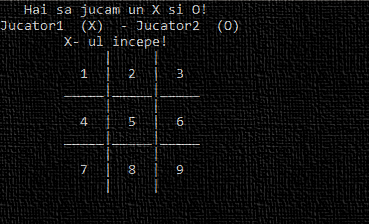 Hai sa jucam un X si O!
Jucator1 (X) - Jucator2 (O)
X- ul incepe!
1 2 3
4 5 6
7 8 9